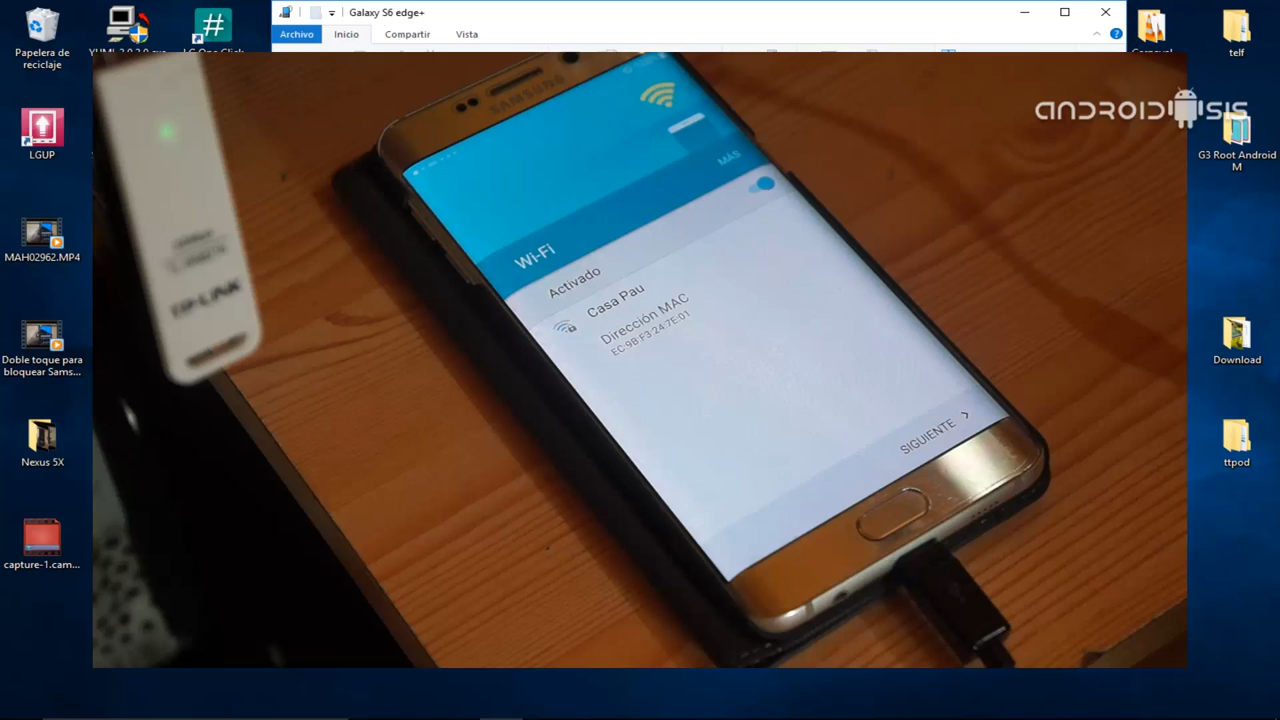 Galaxy S6 edge+
Archivo
Inicio
Compartir
Vista
Papelera de
reciclaje
LGUP
MAH02962.MP4
Doble toque para
bloquear Sams...
Nexus 5X
capture-1.cam...
telf
G3 Root Android
M
Download
ttpod
ANDROIDSIS
SAMSUNG
MÁS
Wi-Fi
Activado
Casa Pau
Dirección MAC
EC:9B:F3:24:7E:01
SIGUIENTE
TP-LINK